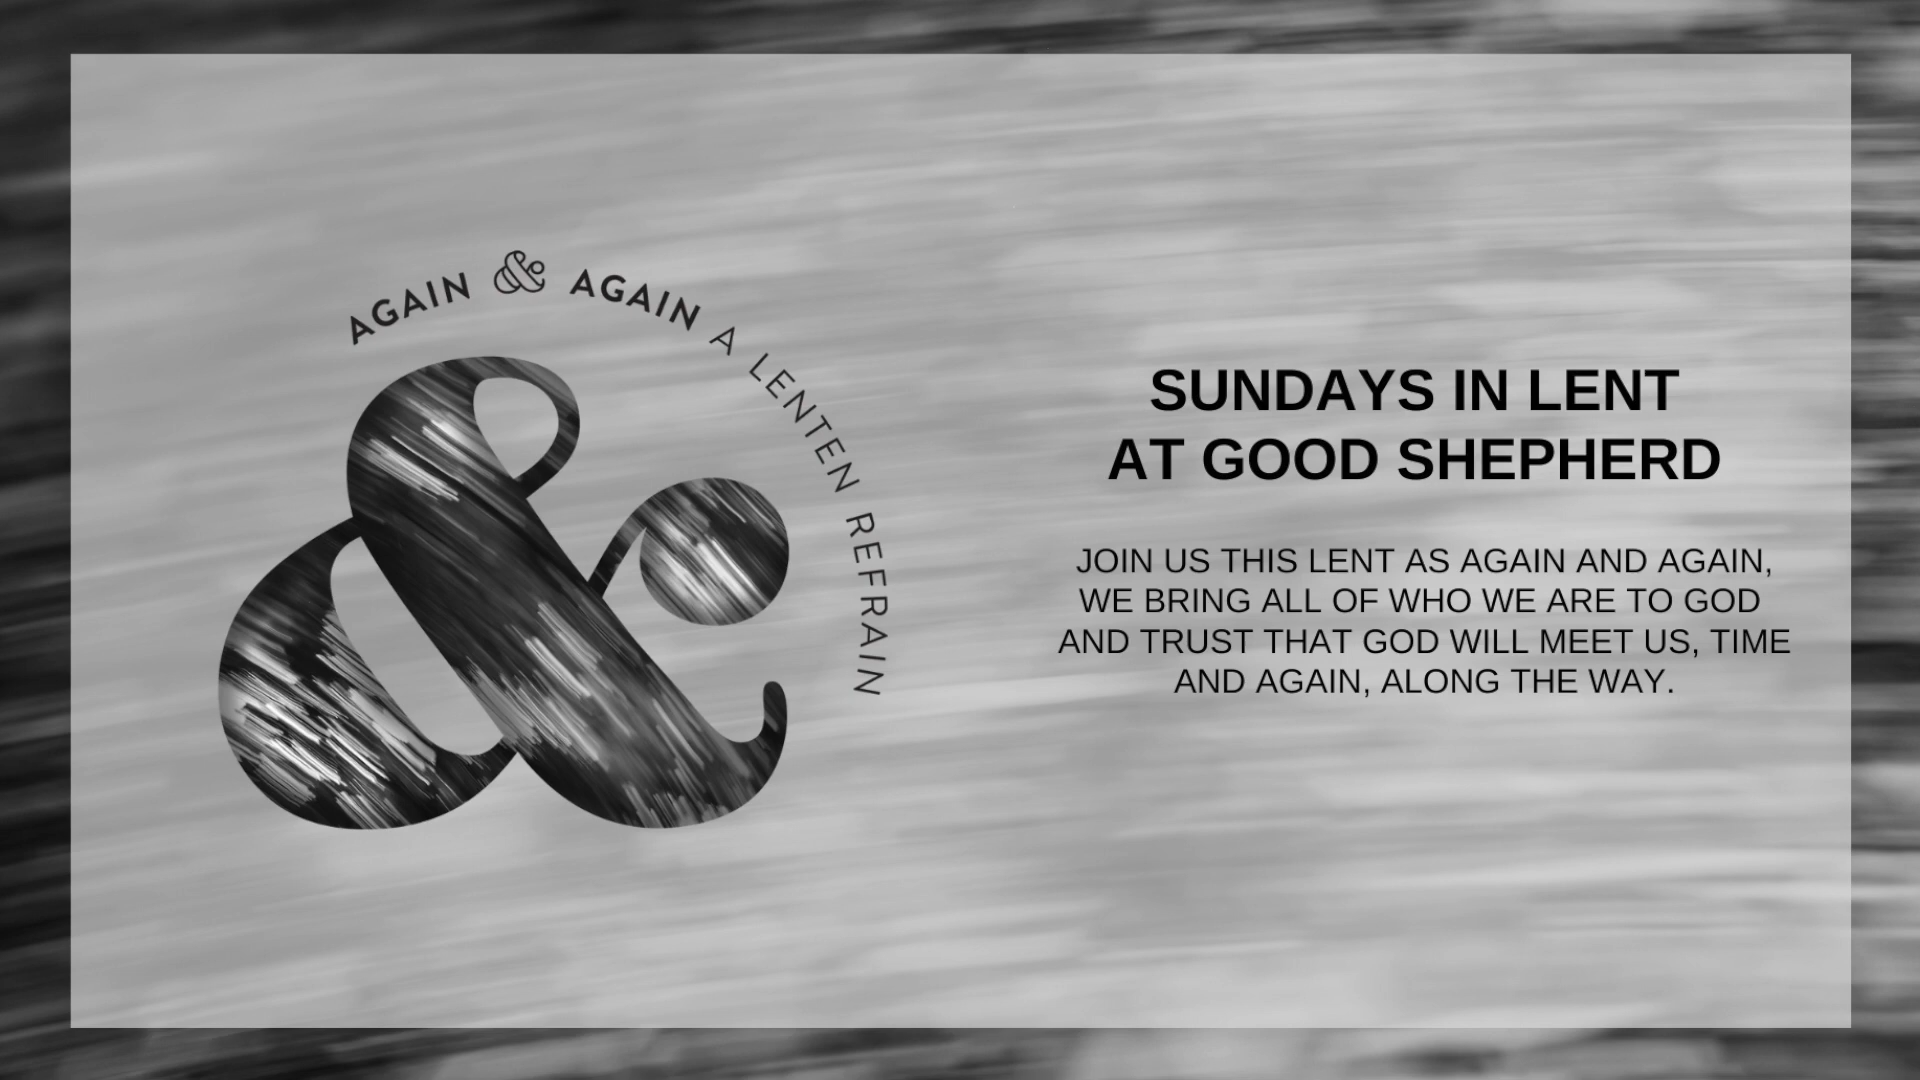 AGAIN & AGAIN A LENTEN REFRAIN
&
SUNDAYS IN LENT
AT GOOD SHEPHERD
JOIN US THIS LENT AS AGAIN AND AGAIN,
WE BRING ALL OF WHO WE ARE TO GOD
AND TRUST THAT GOD WILL MEET US, TIME
AND AGAIN, ALONG THE WAY.